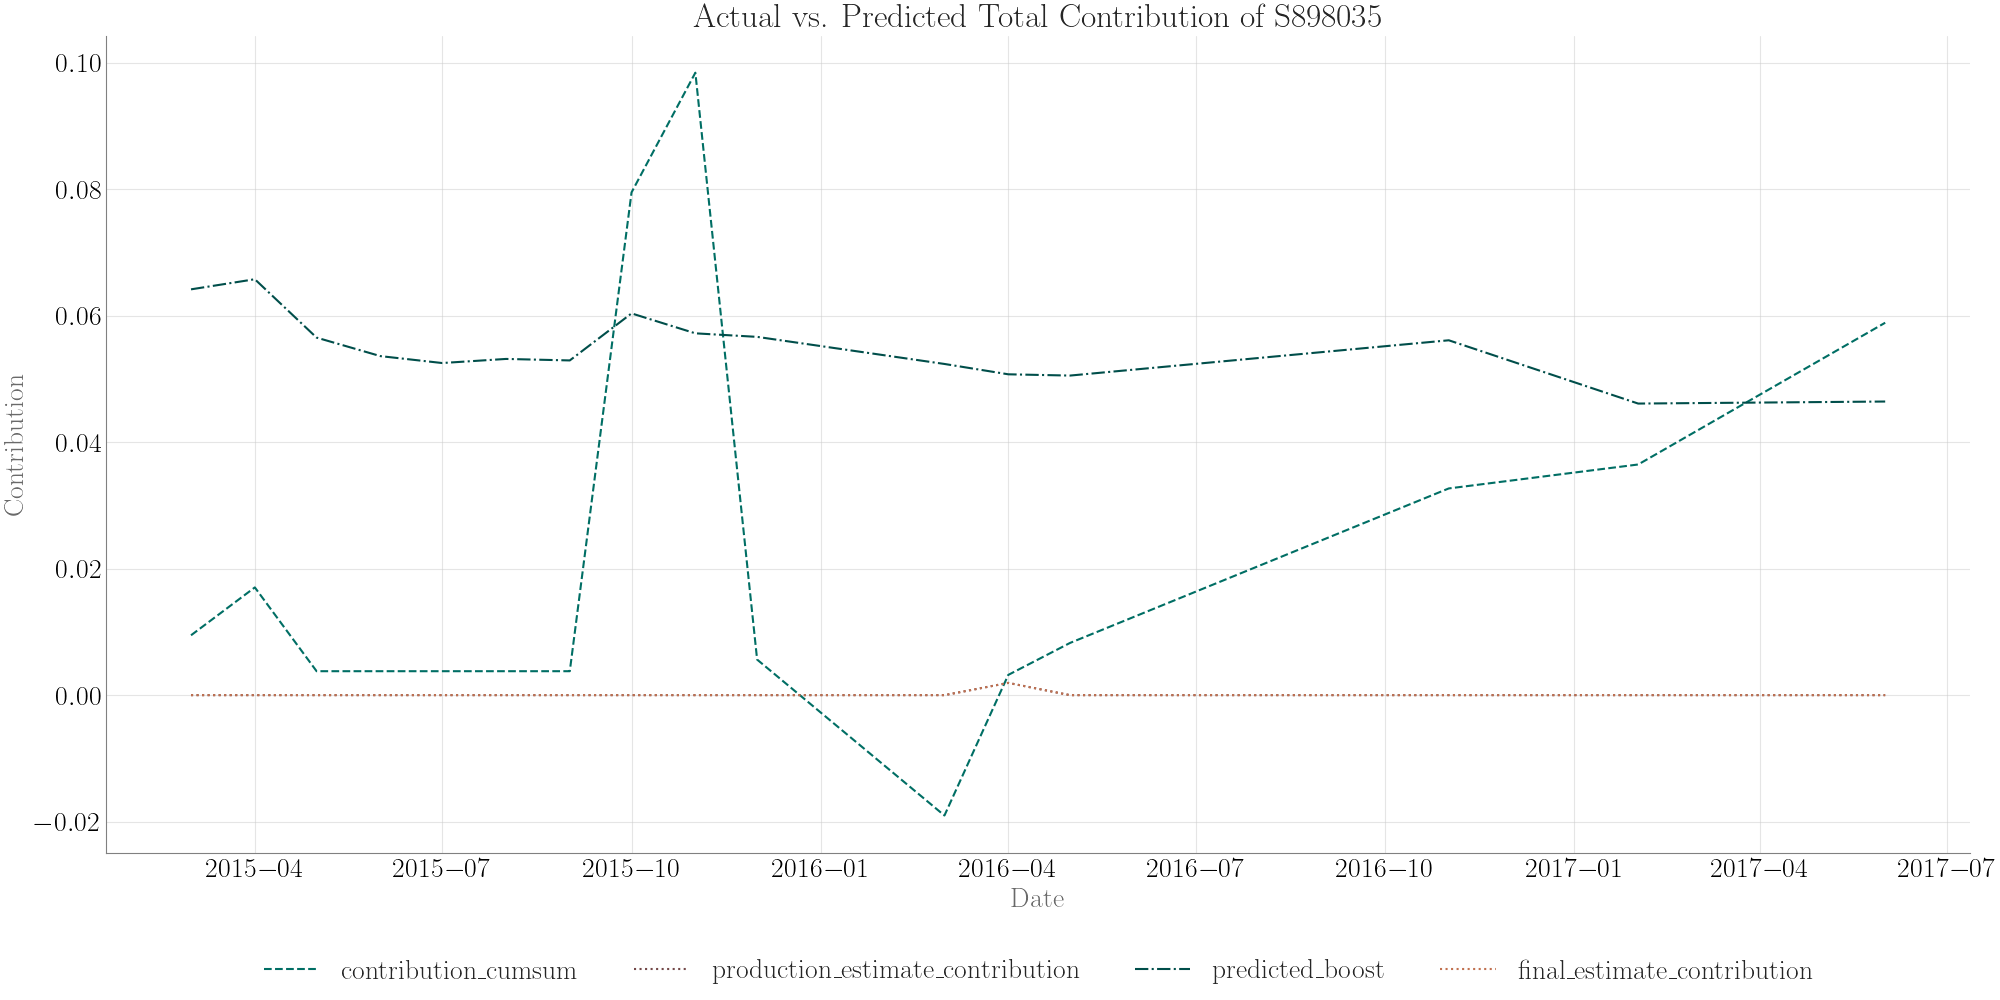 Actual vs. Predicted Total Contribution of S898035
0.10
0.08
0.06
0.04
0.02
0.00
−0.02
Contribution
2015−04 2015−07 2015−10 2016−01 2016−04 2016−07 2016−10 2017−01 2017−04 2017−07
Date
contribution_cumsum production_estimate_contribution predicted_boost final_estimate_contribution